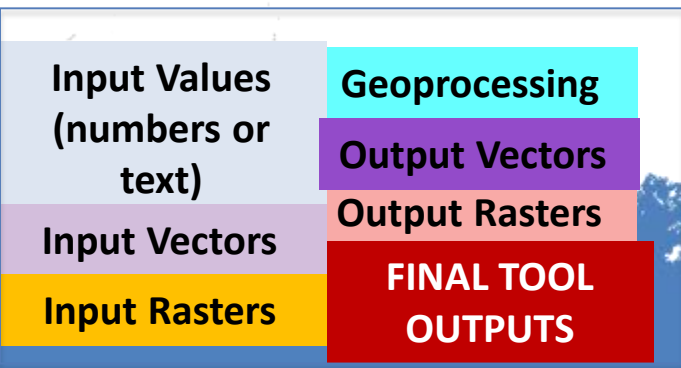 Input Values
(numbers or
text)
Input Vectors
Input Rasters
Geoprocessing
Output Vectors
Output Rasters
FINAL TOOL
OUTPUTS